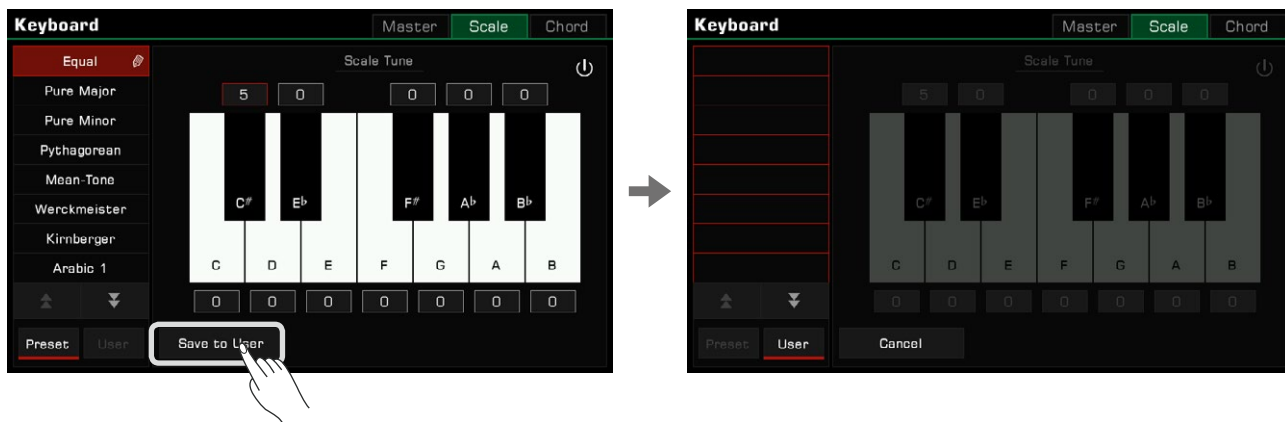 Keyboard Master Scale Chord
Equal Scale Tune
Pure Major 5 0 0 0 0
Pure Minor
Pythagorean
Mean-Tone
Werckmeister C# E♭ F# A♭ B♭
Kirnberger
Arabic 1 C D E F G A B
0 0 0 0 0 0 0
Preset User Save to User
Keyboard Master Scale Chord
Scale Tune
5 0 0 0 0
C# E♭ F# A♭ B♭
C D E F G A B
0 0 0 0 0 0 0
Preset User Cancel